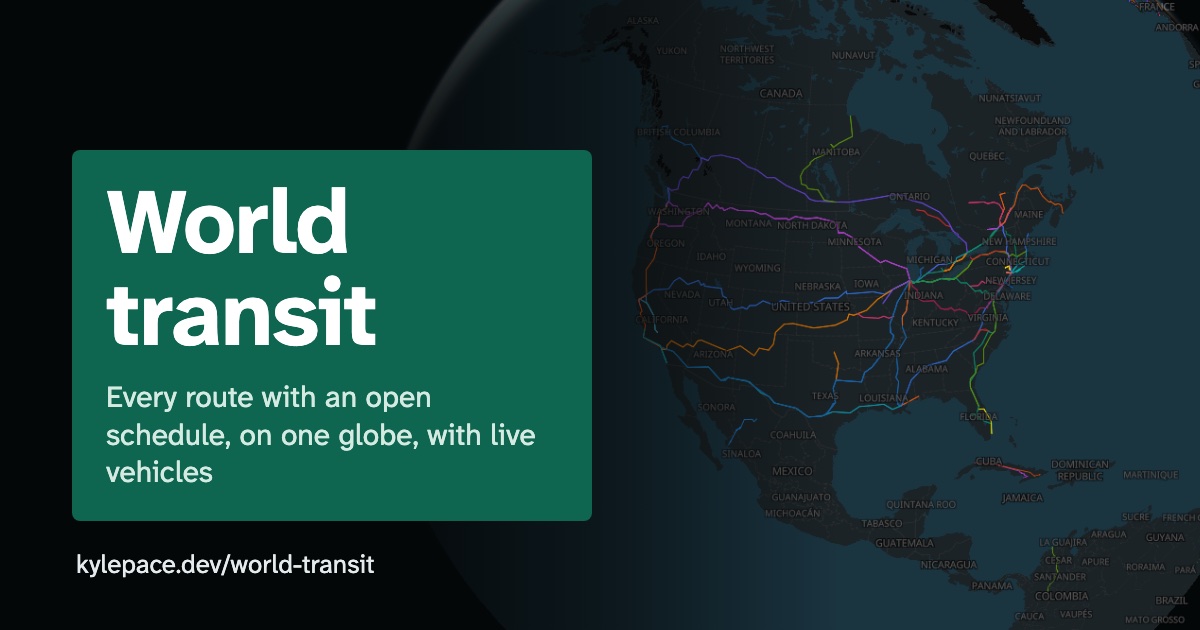 World
transit
Every route with an open
schedule, on one globe, with live
vehicles
kylepace.dev/world-transit
ALASKA
YUKON
NORTHWEST
TERRITORIES
NUNAVUT
CANADA
BRITISH COLUMBIA
MANITOBA
NUNATSIAVUT
NEWFOUNDLAND
AND LABRADOR
QUEBEC
ONTARIO
FRANCE
ANDORRA
WASHINGTON
MONTANA
NORTH DAKOTA
MAINE
OREGON
MINNESOTA
NEW HAMPSHIRE
IDAHO
WYOMING
MICHIGAN
CONNECTICUT
NEVADA
UTAH
NEBRASKA
IOWA
INDIANA
NEW JERSEY
DELAWARE
UNITED STATES
CALIFORNIA
KENTUCKY
VIRGINIA
ARIZONA
ARKANSAS
ALABAMA
TEXAS
LOUISIANA
SONORA
FLORIDA
COAHUILA
SINALOA
MEXICO
CUBA
DOMINICAN
REPUBLIC
MARTINIQUE
GUANAJUATO
MICHOACÁN
QUINTANA ROO
JAMAICA
TABASCO
GUATEMALA
NICARAGUA
PANAMA
SUCRE
FRENCH
LA GUAJIRA
ARAGUA
GUYANA
CESAR
APURE
RORAIMA
PARÁ
SANTANDER
COLOMBIA
BRAZIL
CAUCA
VAUPÉS
MATO GROSSO